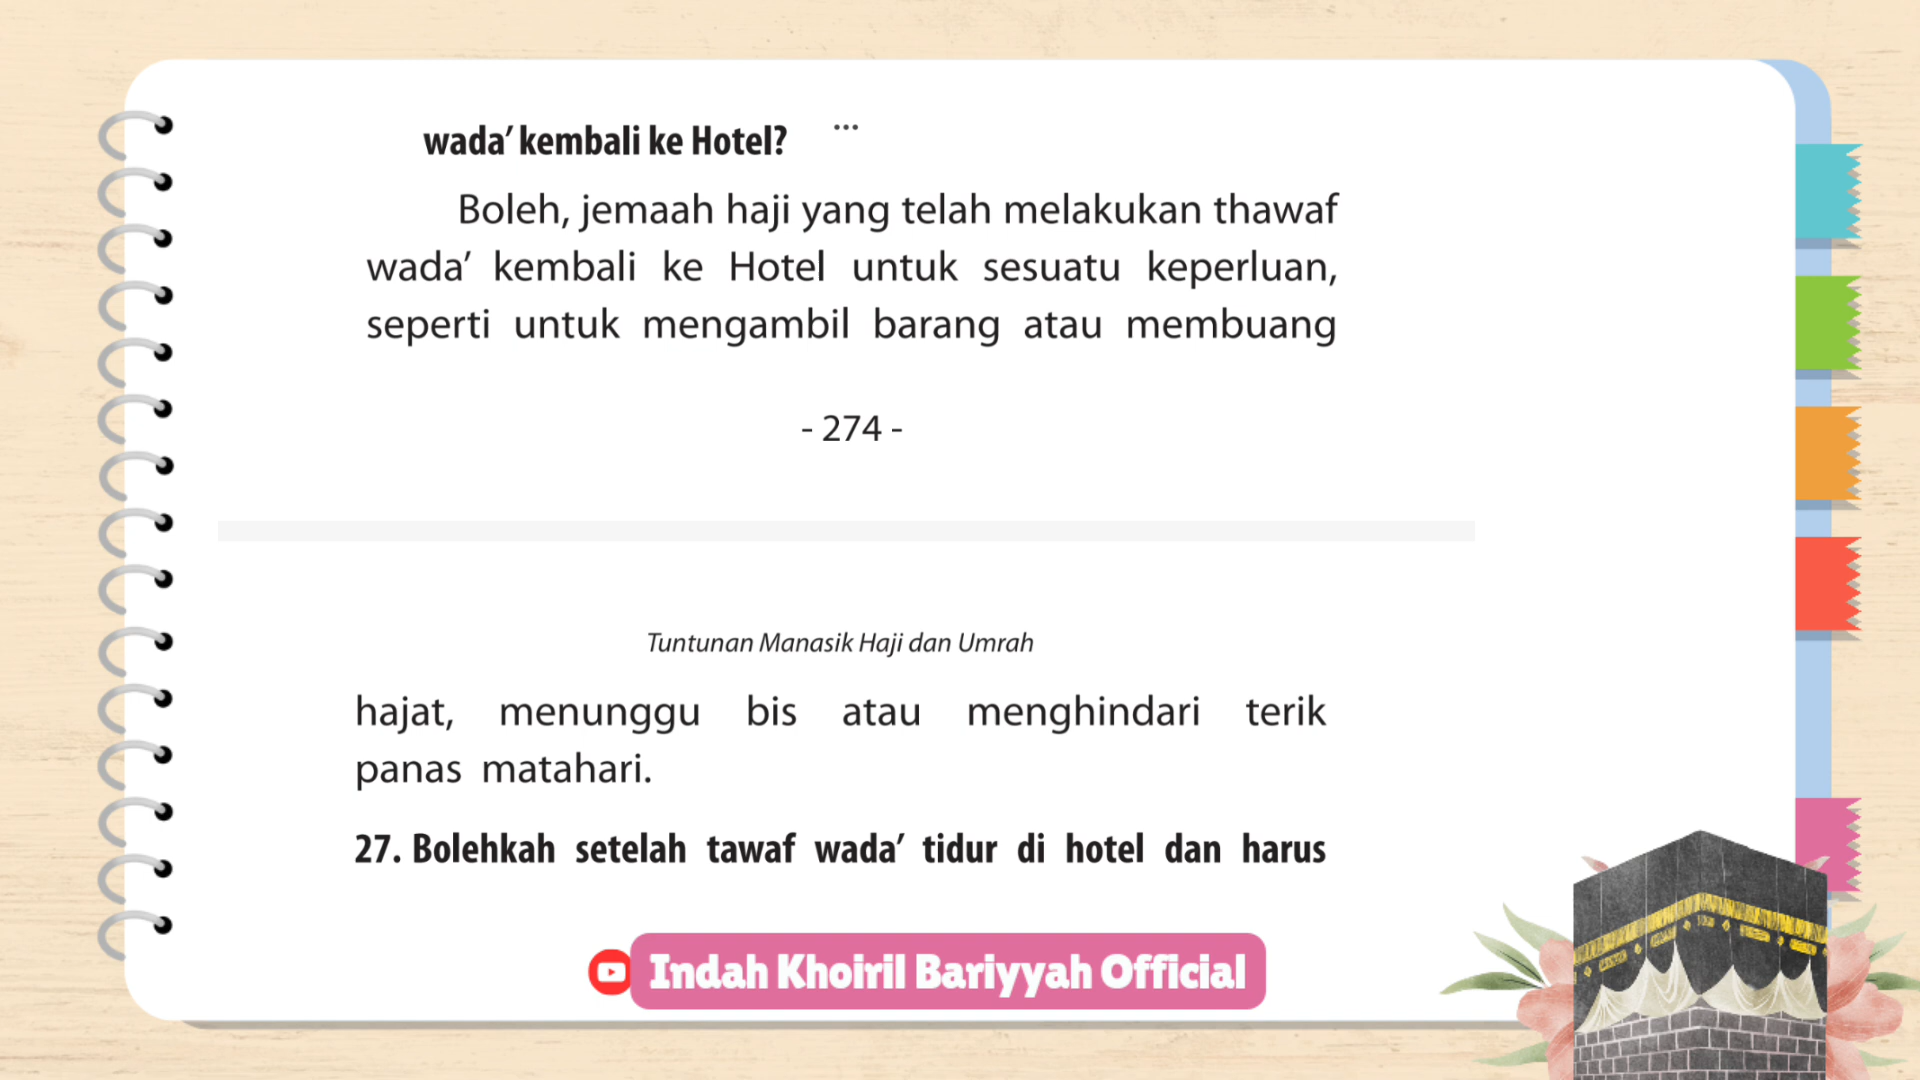 wada’ kembali ke Hotel?
...
Boleh, jemaah haji yang telah melakukan thawaf
wada’ kembali ke Hotel untuk sesuatu keperluan,
seperti untuk mengambil barang atau membuang
- 274 -
Tuntunan Manasik Haji dan Umrah
hajat, menunggu bis atau menghindari terik
panas matahari.
27. Bolehkah setelah tawaf wada’ tidur di hotel dan harus
Indah Khoiril Bariyyah Official